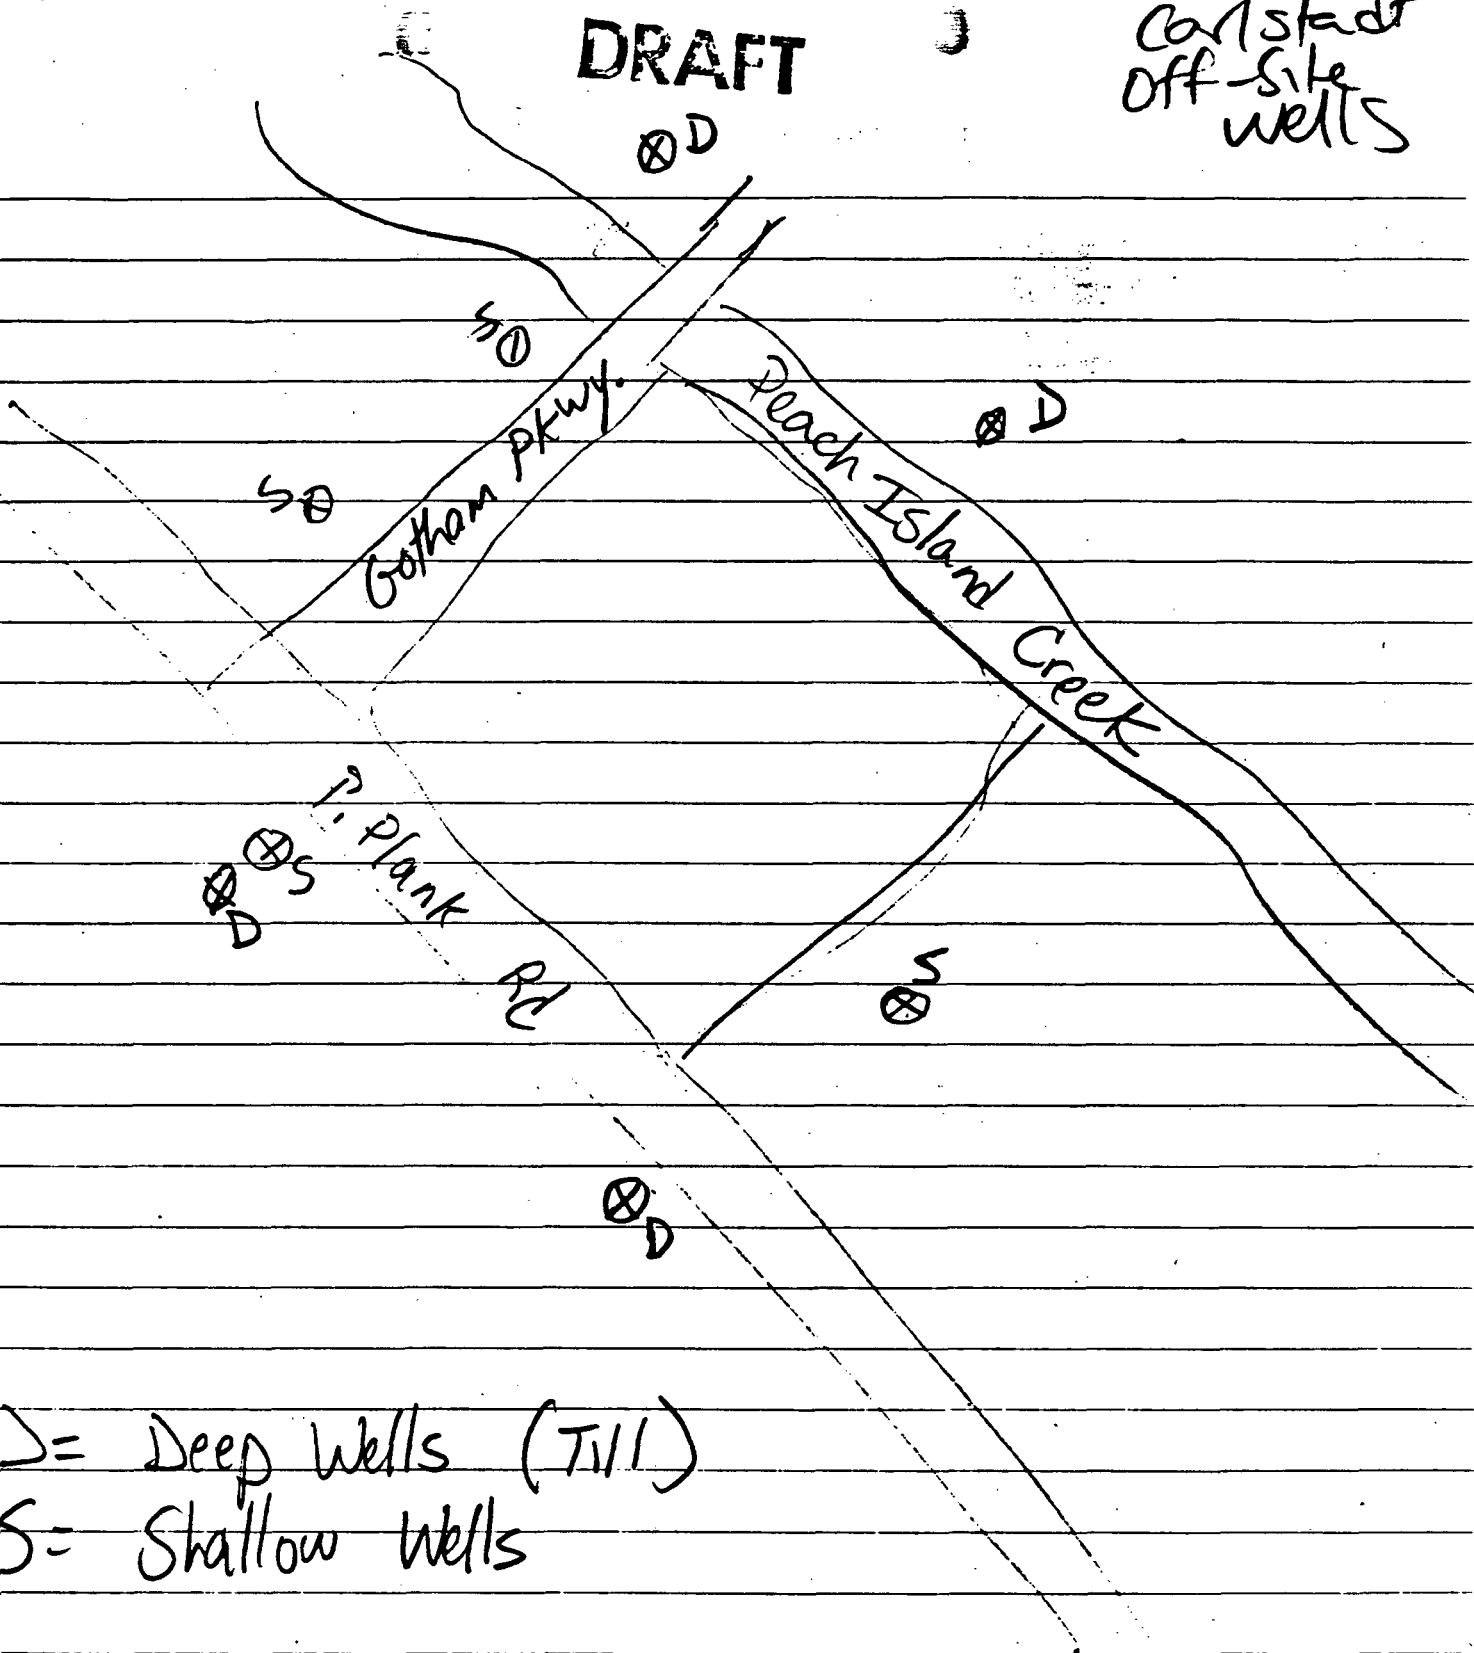 DRAFT
Carlstadt
Off-Site
Wells
D
S
S
Gotham Pkwy.
Peach Island Creek
D
P. Plank Rd
S
D
S
D
D= Deep Wells (Till)
S= Shallow Wells